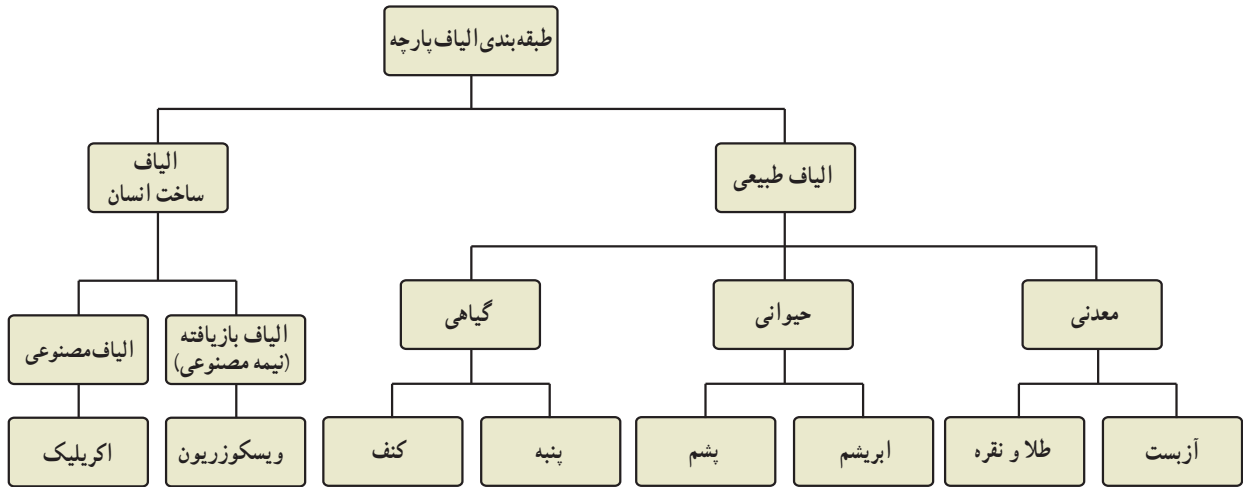 طبقه‌بندی الیاف پارچه
الیاف طبیعی
الیاف
ساخت انسان
معدنی
حیوانی
گیاهی
الیاف بازیافته
(نیمه مصنوعی)
الیاف مصنوعی
آزبست
طلا و نقره
ابریشم
پشم
پنبه
کنف
ویسکوزریون
اکریلیک